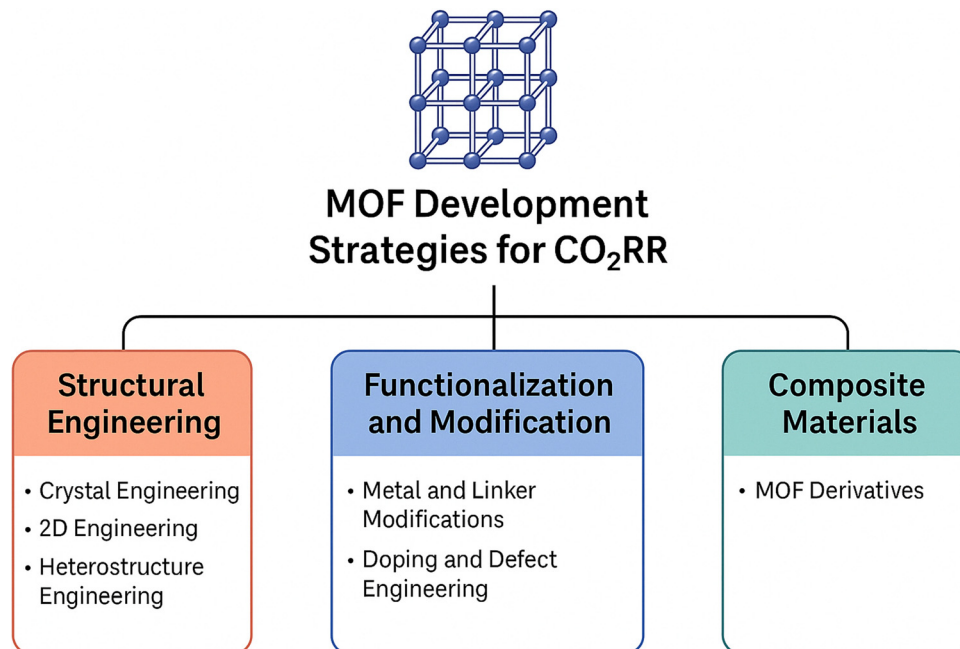 MOF Development
Strategies for CO₂RR
Structural
Engineering
• Crystal Engineering
• 2D Engineering
• Heterostructure
Engineering
Functionalization
and Modification
• Metal and Linker
Modifications
• Doping and Defect
Engineering
Composite
Materials
• MOF Derivatives